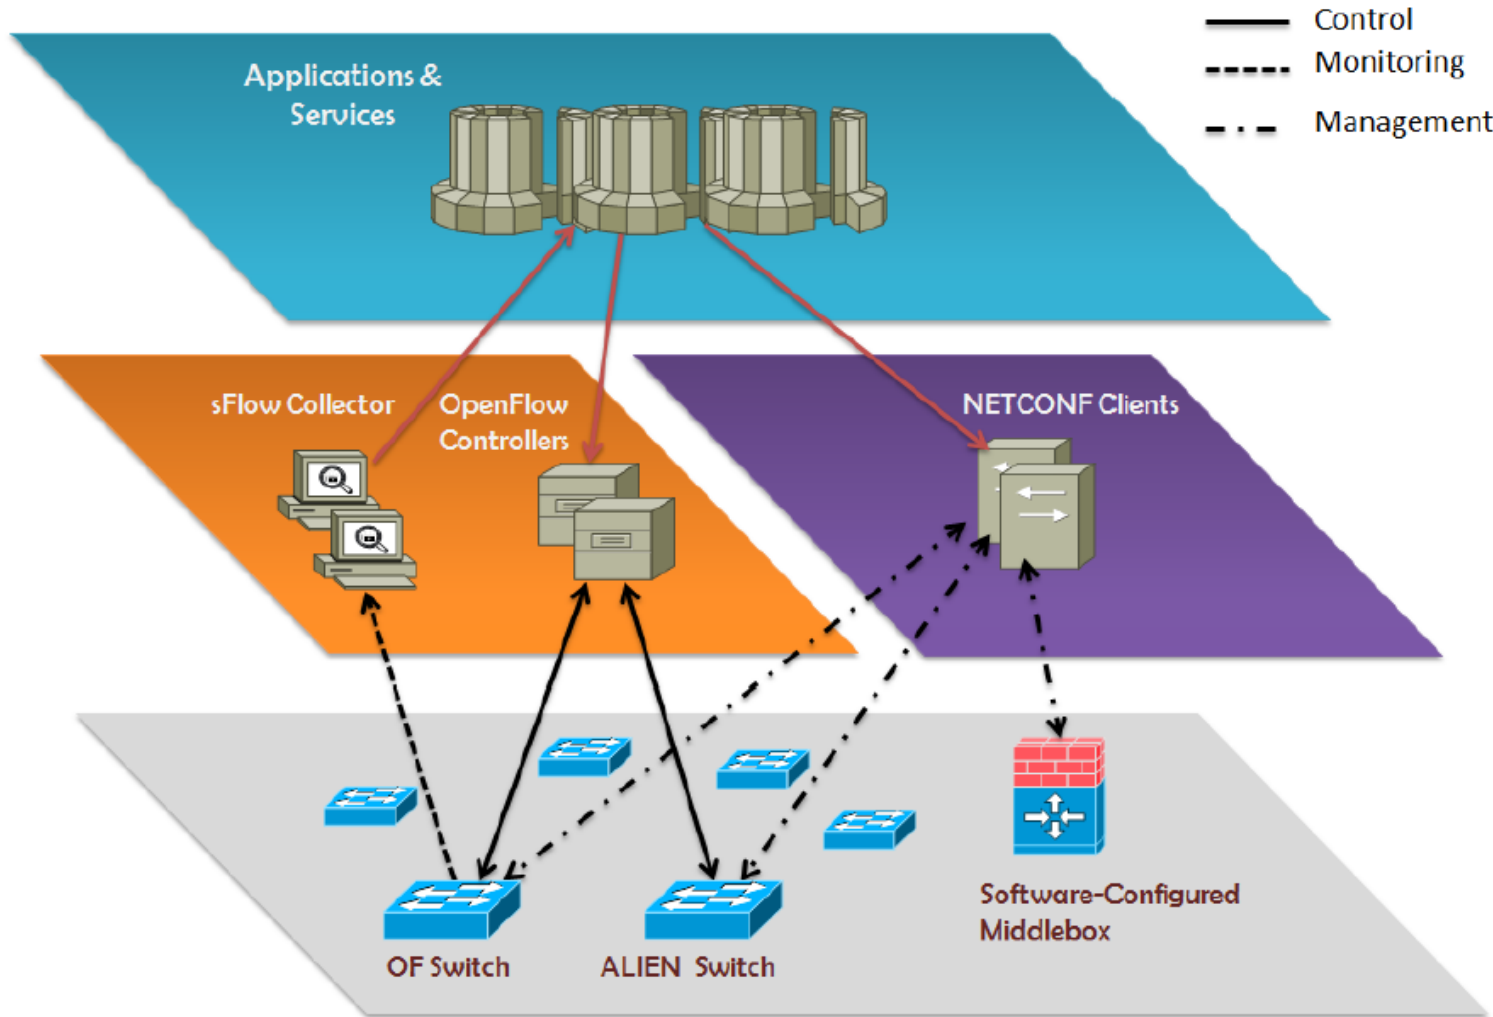 Control
Monitoring
Management
Applications &
Services
sFlow Collector
OpenFlow
Controllers
NETCONF Clients
Software-Configured
Middlebox
OF Switch
ALIEN Switch